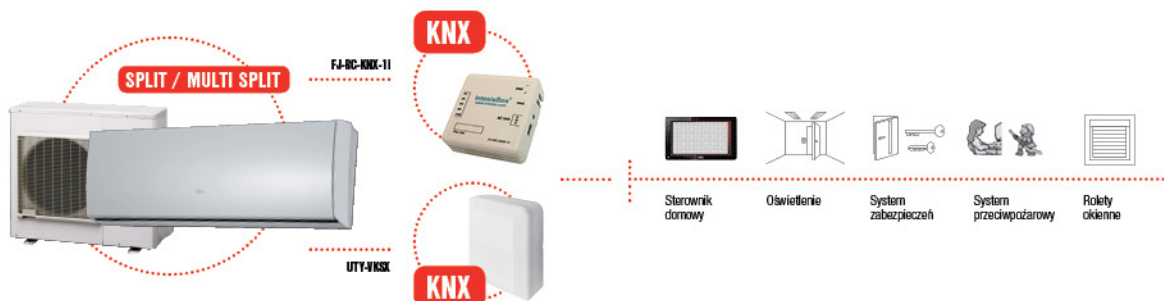 KNX
FJ-RC-KNX-1i
SPLIT / MULTI SPLIT
IntesisBox®
Sterownik
domowy
Oświetlenie
System
zabezpieczeń
System
przeciwpożarowy
Rolety
okienne
UTY-VKSX
KNX